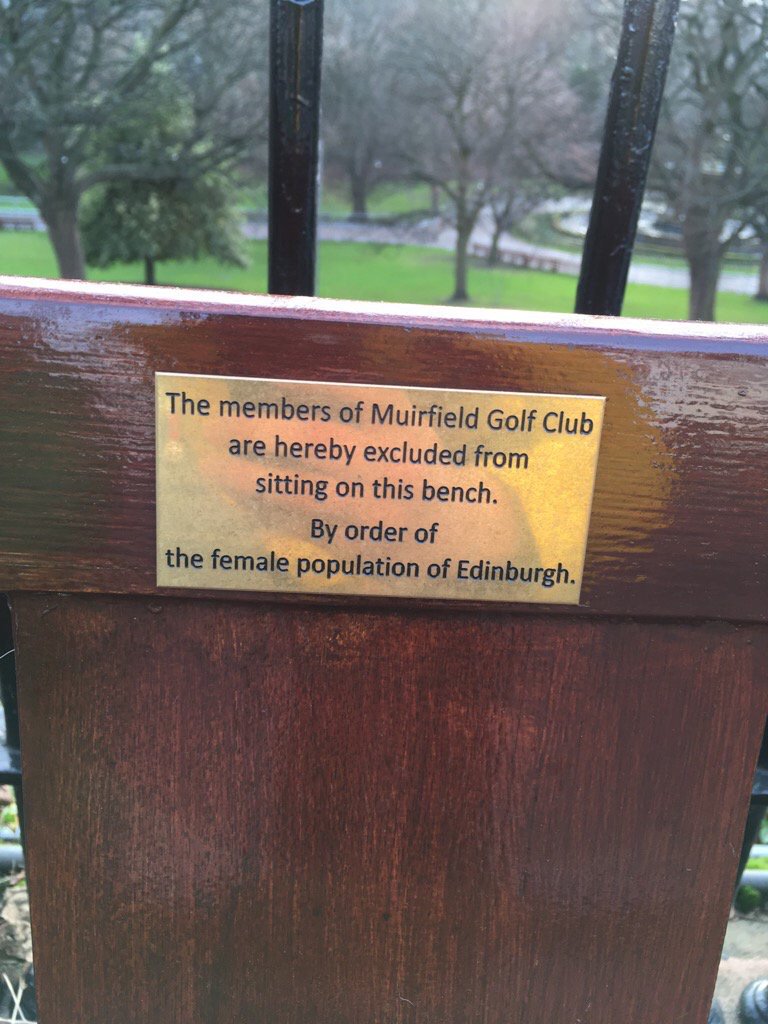 The members of Muirfield Golf Club
are hereby excluded from
sitting on this bench.
By order of
the female population of Edinburgh.